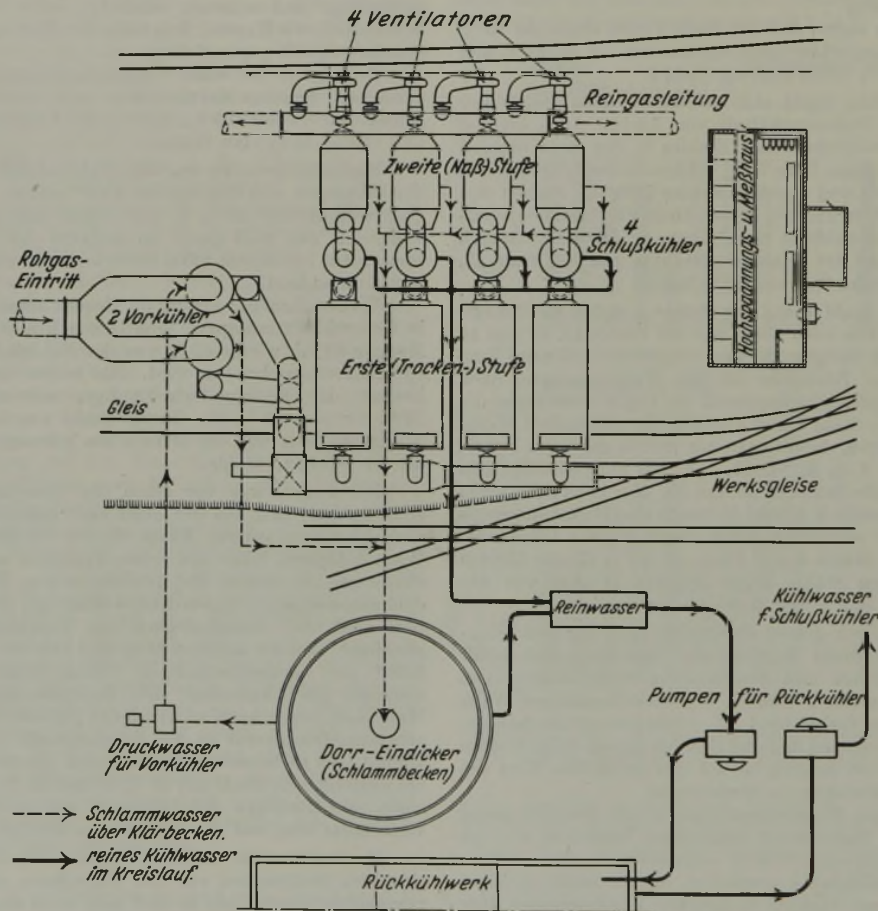 4 Ventilatoren
Reingasleitung
Zweite (Naß) Stufe
Hochspannungs- u. Meßhaus
4
Schlußkühler
Rohgas-
Eintritt
2 Vorkühler
Erste (Trocken-) Stufe
Gleis
Werksgleise
Reinwasser
Kühlwasser
f. Schlußkühler
Pumpen für Rückkühler
Druckwasser
für Vorkühler
Dorr-Eindicker
(Schlammbecken)
Schlammwasser
über Klärbecken.
reines Kühlwasser
im Kreislauf.
Rückkühlwerk